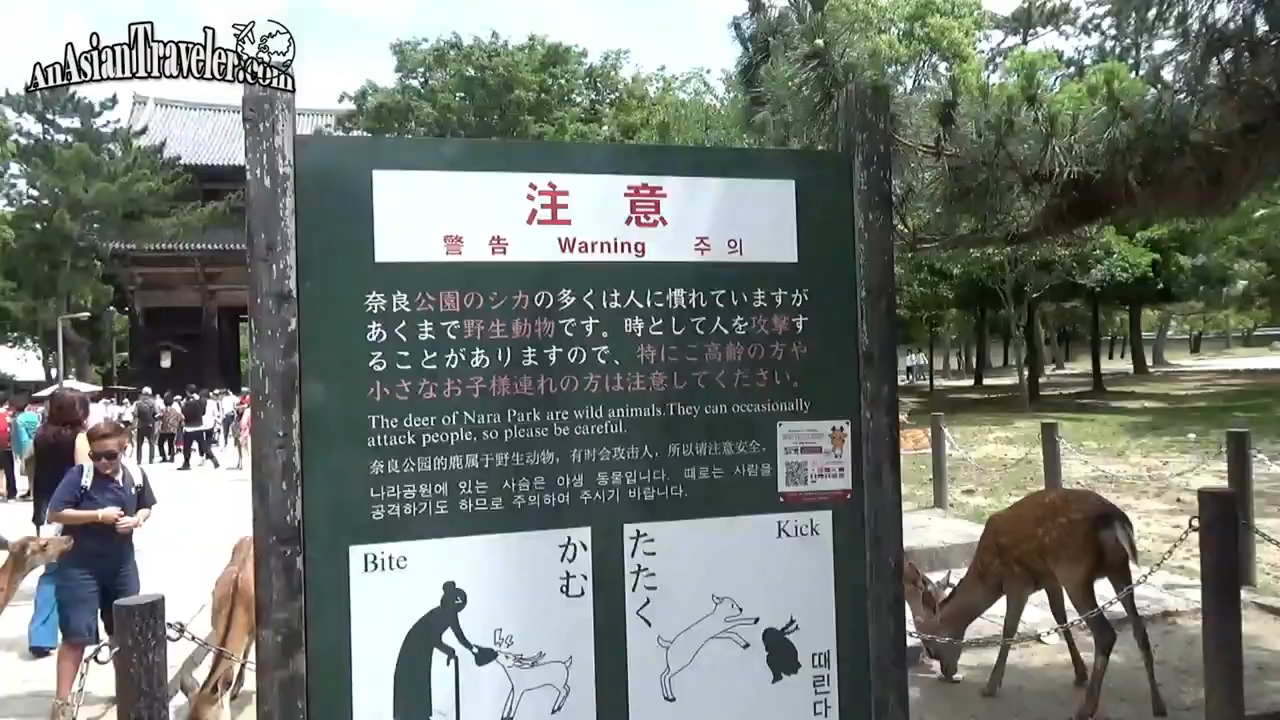 AnAsianTraveler.com
注意
警告 Warning 주의
奈良公園のシカの多くは人に慣れていますが
あくまで野生動物です。時として人を攻撃す
ることがありますので、特にご高齢の方や
小さなお子様連れの方は注意してください。
The deer of Nara Park are wild animals.They can occasionally
attack people, so please be careful.
奈良公园的鹿属于野生动物，有时会攻击人，所以请注意安全。
나라공원에 있는 사슴은 야생 동물입니다. 때로는 사람을
공격하기도 하므로 주의하여 주시기 바랍니다.
Bite
かむ
たたく
Kick
때린다